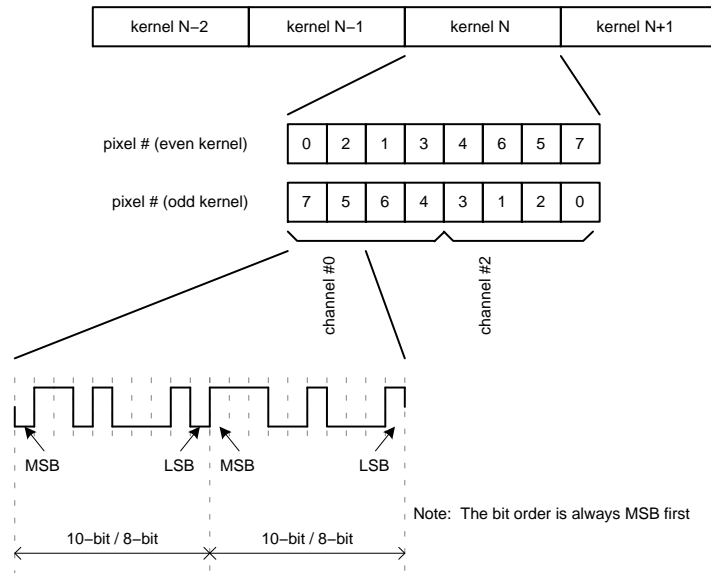 kernel N−2 kernel N−1 kernel N kernel N+1
pixel # (even kernel) 0 2 1 3 4 6 5 7
pixel # (odd kernel) 7 5 6 4 3 1 2 0
channel #0 channel #2
MSB LSB MSB LSB
Note: The bit order is always MSB first
10−bit / 8−bit 10−bit / 8−bit